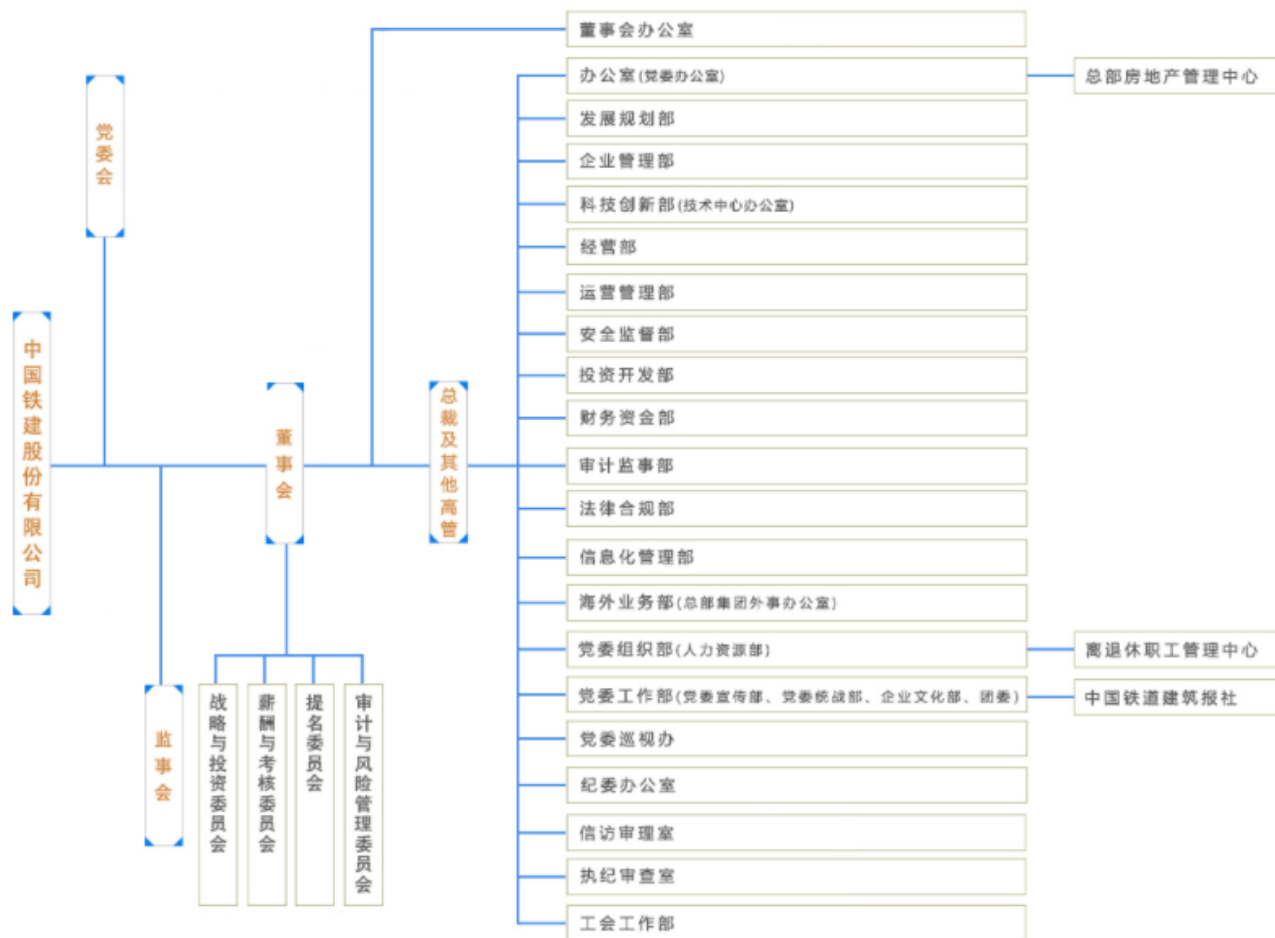 党委会
中国铁建股份有限公司
监事会
董事会
战略与投资委员会
薪酬与考核委员会
提名委员会
审计与风险管理委员会
总裁及其他高管
董事会办公室
办公室(党委办公室)
总部房地产管理中心
发展规划部
企业管理部
科技创新部(技术中心办公室)
经营部
运营管理部
安全监督部
投资开发部
财务资金部
审计监事部
法律合规部
信息化管理部
海外业务部(总部集团外事办公室)
党委组织部(人力资源部)
离退休职工管理中心
党委工作部(党委宣传部、党委统战部、企业文化部、团委)
中国铁道建筑报社
党委巡视办
纪委办公室
信访审理室
执纪审查室
工会工作部